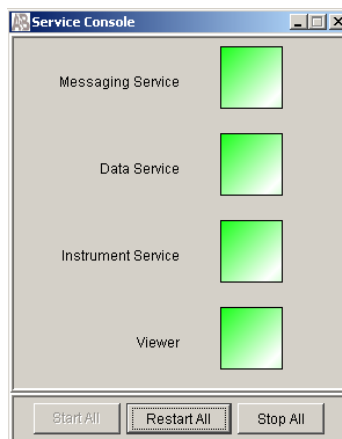 Service Console
Messaging Service
Data Service
Instrument Service
Viewer
Start All Restart All Stop All